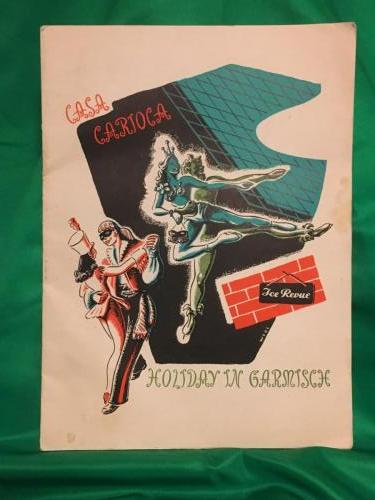 CASA
CARIOCA
Ice Revue
HOLIDAY IN GARMISCH